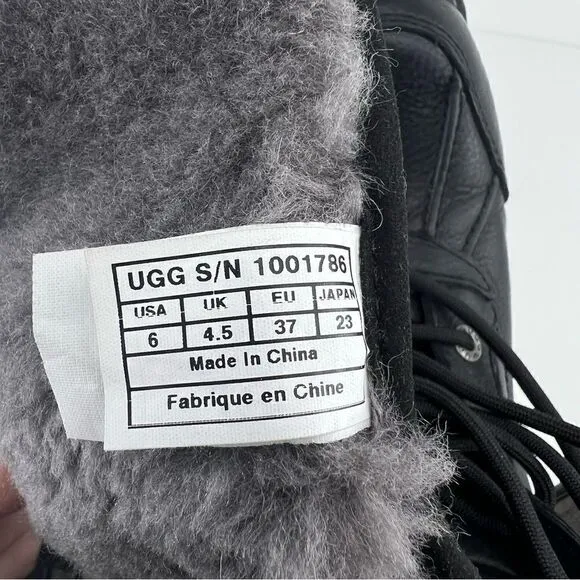 UGG S/N 1001786
USA UK EU JAPAN
6 4.5 37 23
Made In China
Fabrique en Chine